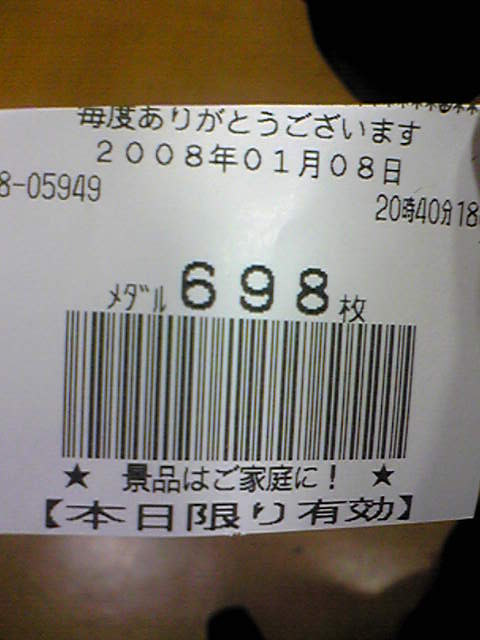 毎度ありがとうございます
2008年01月08日
8-05949
20時40分18
ﾒﾀﾞﾙ 698枚
★ 景品はご家庭に! ★
【本日限り有効】